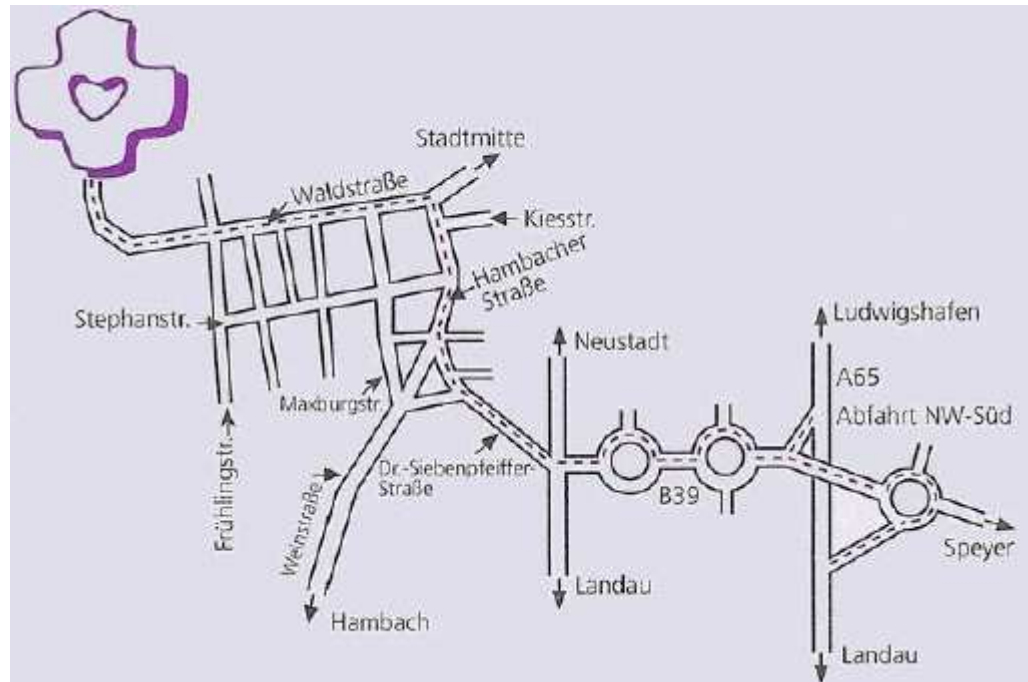 Stadtmitte
Waldstraße
Kiesstr.
Hambacher
Straße
Stephanstr.
Ludwigshafen
Neustadt
A65
Maxburgstr.
Abfahrt NW-Süd
Dr.-Siebenpfeiffer-
Straße
Frühlingstr.
Weinstraße
B39
Speyer
Landau
Hambach
Landau